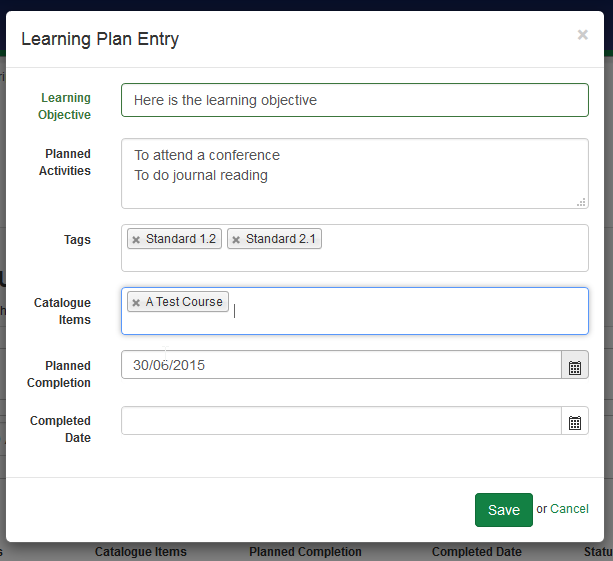 Learning Plan Entry
×
Learning
Objective
Here is the learning objective
Planned
Activities
To attend a conference
To do journal reading
Tags
× Standard 1.2 × Standard 2.1
Catalogue
Items
× A Test Course
Planned
Completion
30/06/2015
Completed
Date
Save or Cancel
Catalogue Items Planned Completion Completed Date Statu